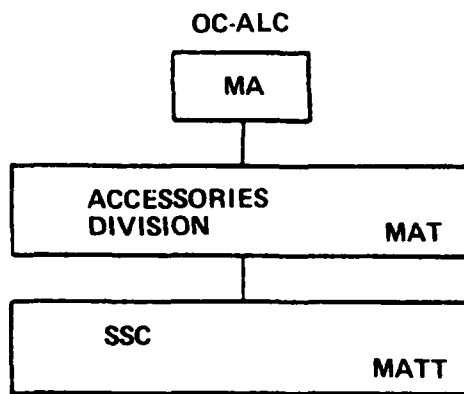 OC-ALC
MA
ACCESSORIES
DIVISION
MAT
SSC
MATT